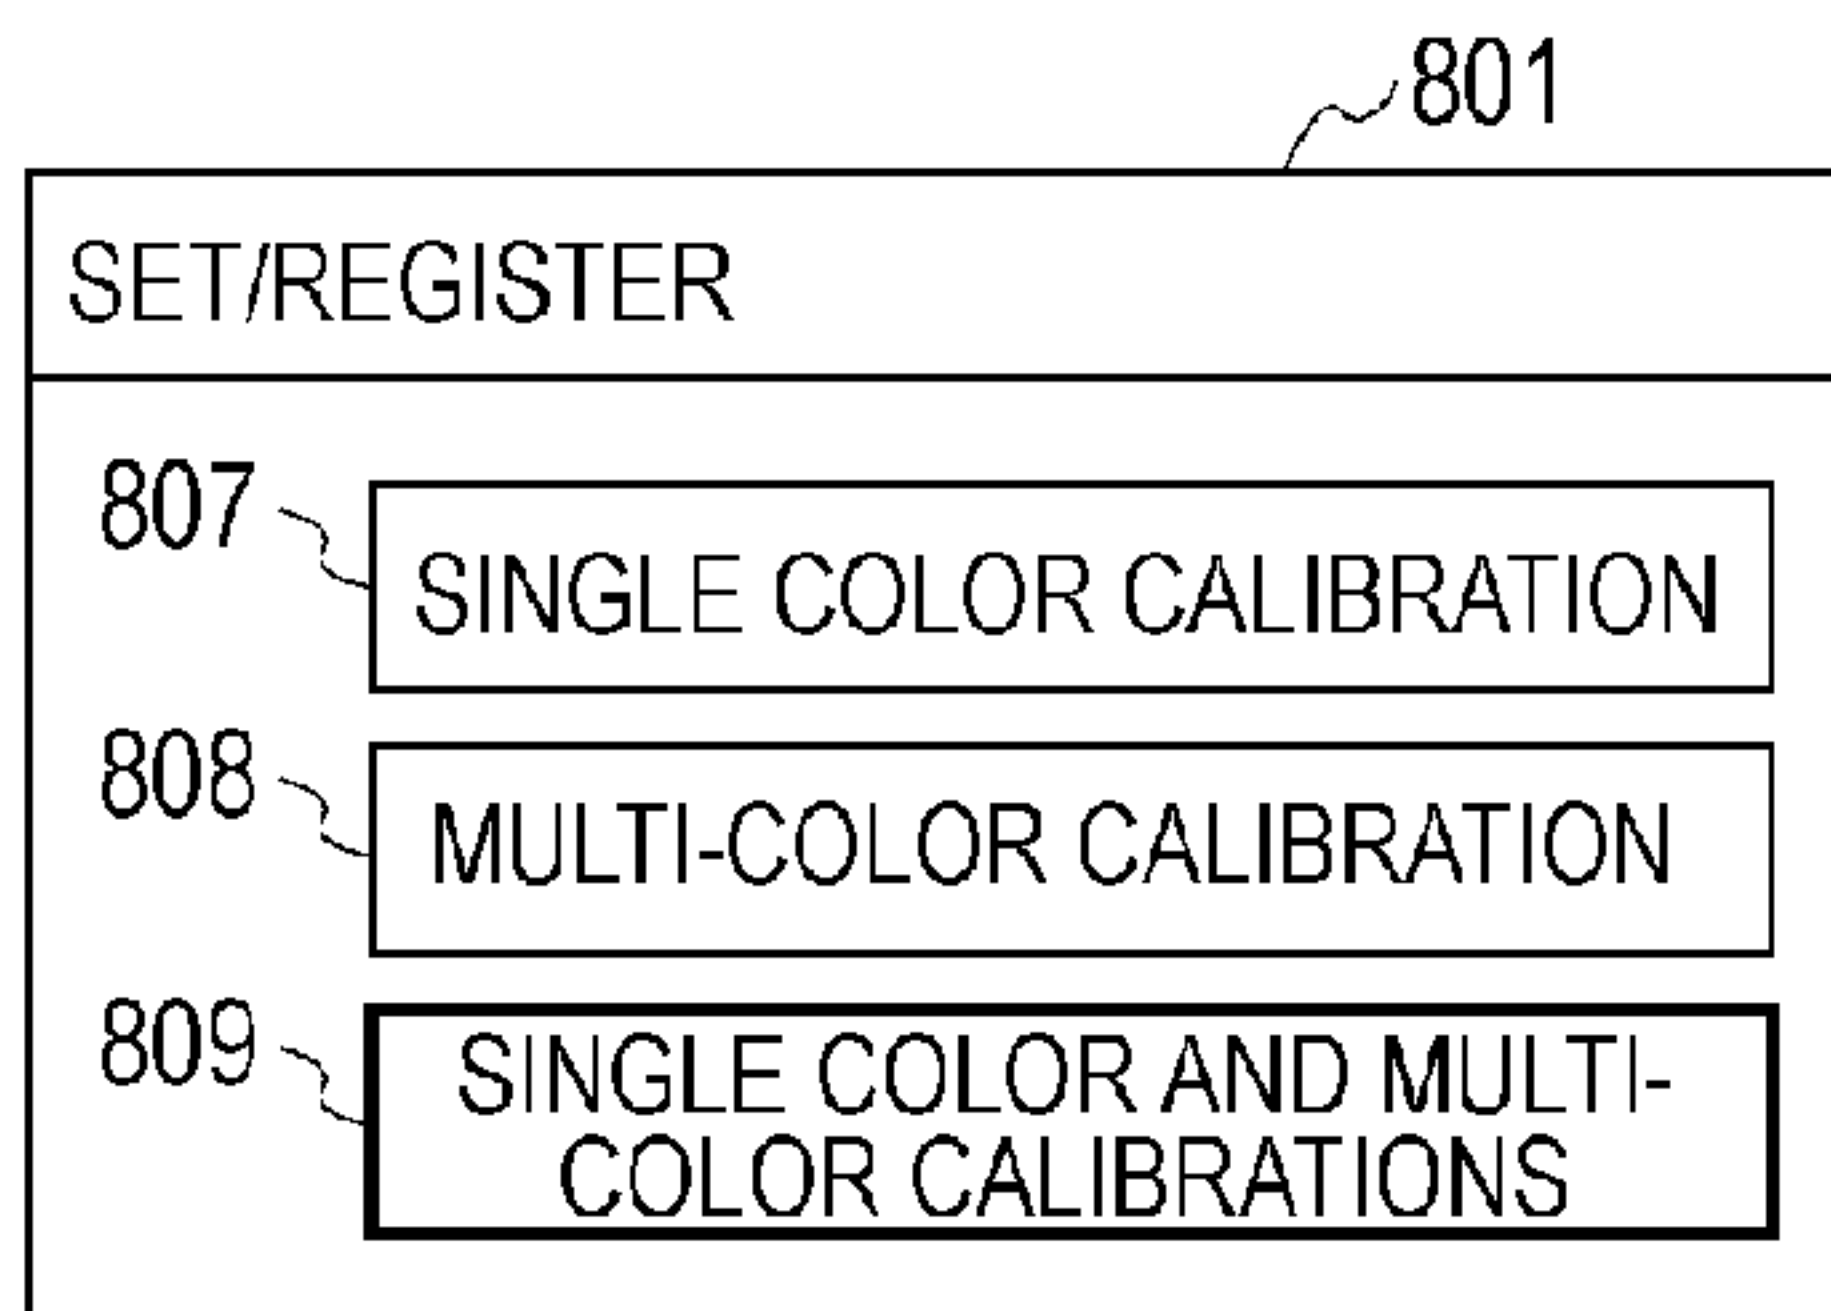 801
SET/REGISTER
807
SINGLE COLOR CALIBRATION
808
MULTI-COLOR CALIBRATION
809
SINGLE COLOR AND MULTI-
COLOR CALIBRATIONS